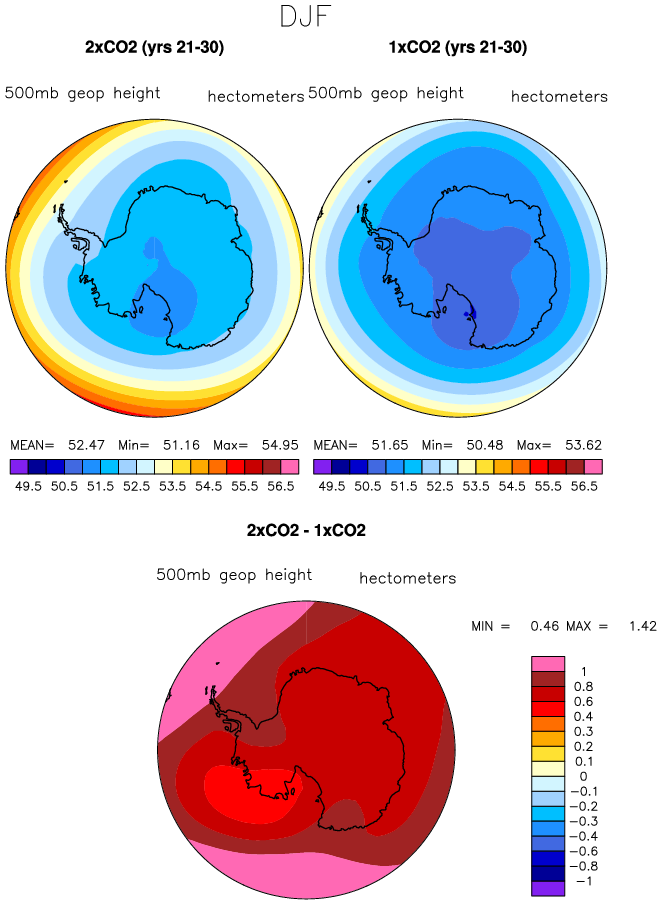 DJF
2xCO2 (yrs 21-30) 1xCO2 (yrs 21-30)
500mb geop height hectometers 500mb geop height hectometers
MEAN= 52.47 Min= 51.16 Max= 54.95 MEAN= 51.65 Min= 50.48 Max= 53.62
49.5 50.5 51.5 52.5 53.5 54.5 55.5 56.5 49.5 50.5 51.5 52.5 53.5 54.5 55.5 56.5
2xCO2 - 1xCO2
500mb geop height hectometers
MIN = 0.46 MAX = 1.42
1
0.8
0.6
0.4
0.3
0.2
0.1
0
-0.1
-0.2
-0.3
-0.4
-0.6
-0.8
-1